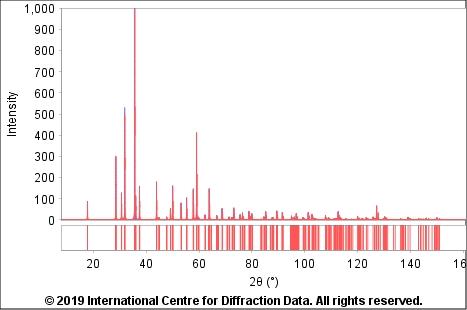 1,000
900
800
700
600
500
400
300
200
100
0
Intensity
20 40 60 80 100 120 140 16
2θ (°)
© 2019 International Centre for Diffraction Data. All rights reserved.